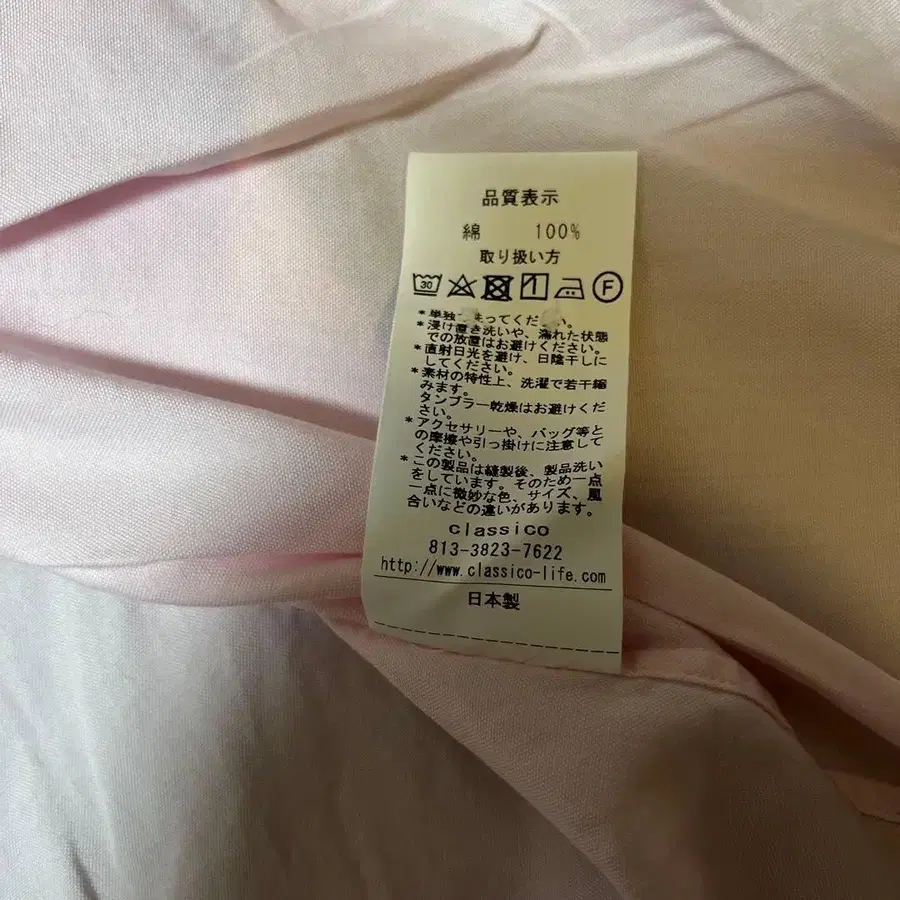 品質表示
綿 100%
取り扱い方
30 F
*単独 洗ってください。
*浸け置き洗いや、濡れた状態
での放置はお避けください。
*直射日光を避け、日陰干しに
してください。
*素材の特性上、洗濯で若干縮
みます。
タンブラー乾燥はお避けくだ
さい。
*アクセサリーや、バッグ等と
の摩擦や引っ掛けに注意して
ください。
*この製品は縫製後、製品洗い
をしています。そのため一点
一点に微妙な色、サイズ、風
合いなどの違いがあります。
classico
813-3823-7622
http://www.classico-life.com
日本製